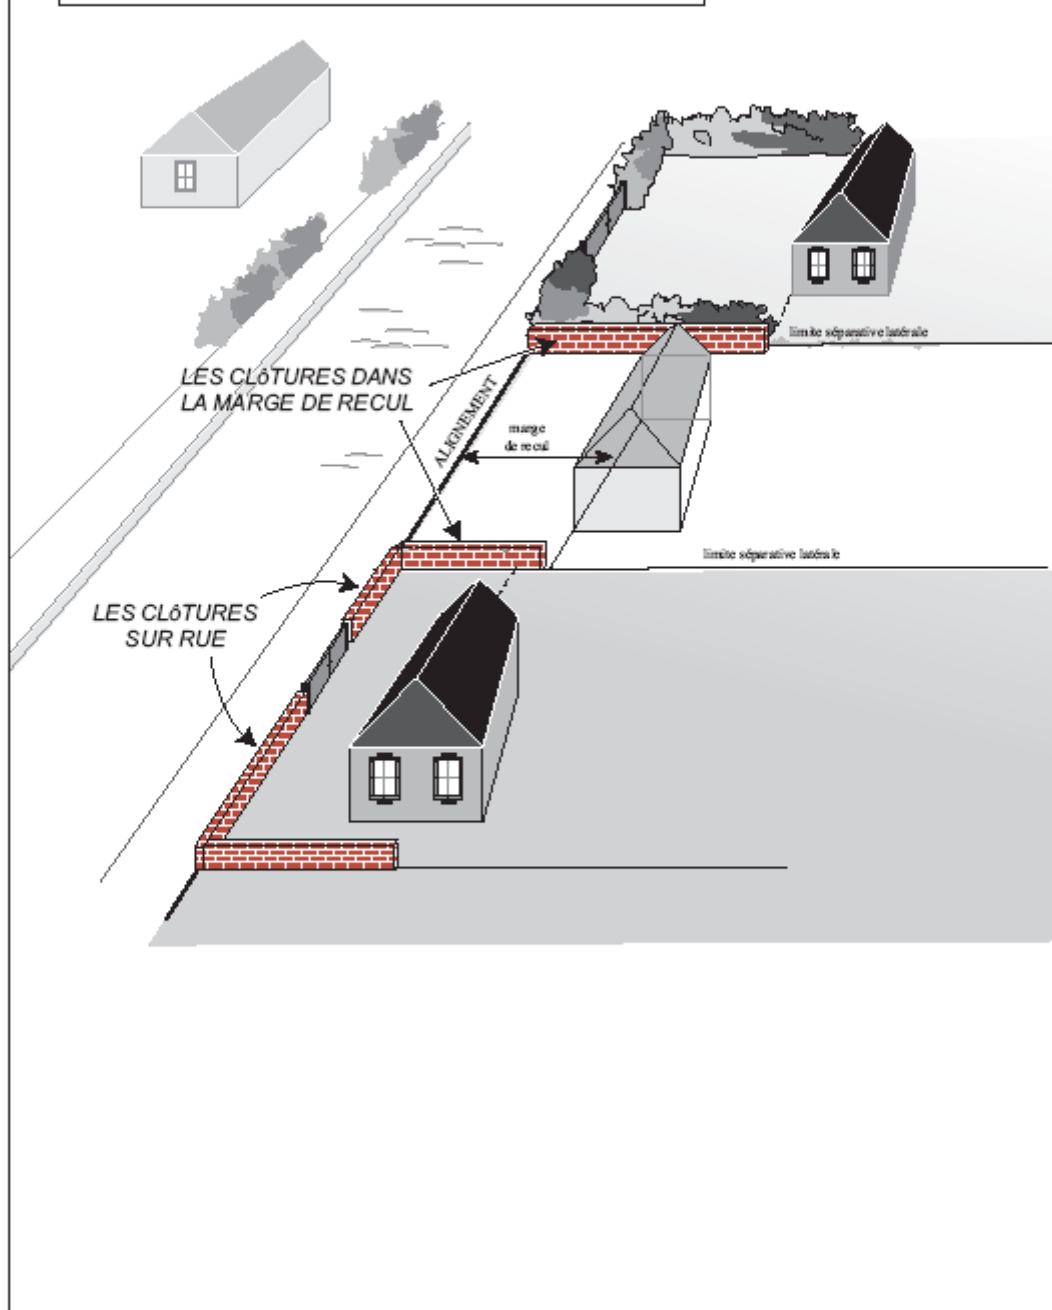 limite séparative latérale
LES CLôTURES DANS
LA MARGE DE RECUL
ALIGNEMENT
marge
de recul
limite séparative latérale
LES CLôTURES
SUR RUE